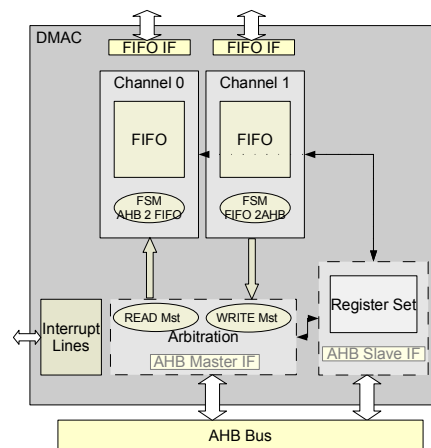 DMAC
FIFO IF
FIFO IF
Channel 0
Channel 1
FIFO
FIFO
FSM
AHB 2 FIFO
FSM
FIFO 2AHB
READ Mst
WRITE Mst
Arbitration
AHB Master IF
Interrupt
Lines
Register Set
AHB Slave IF
AHB Bus